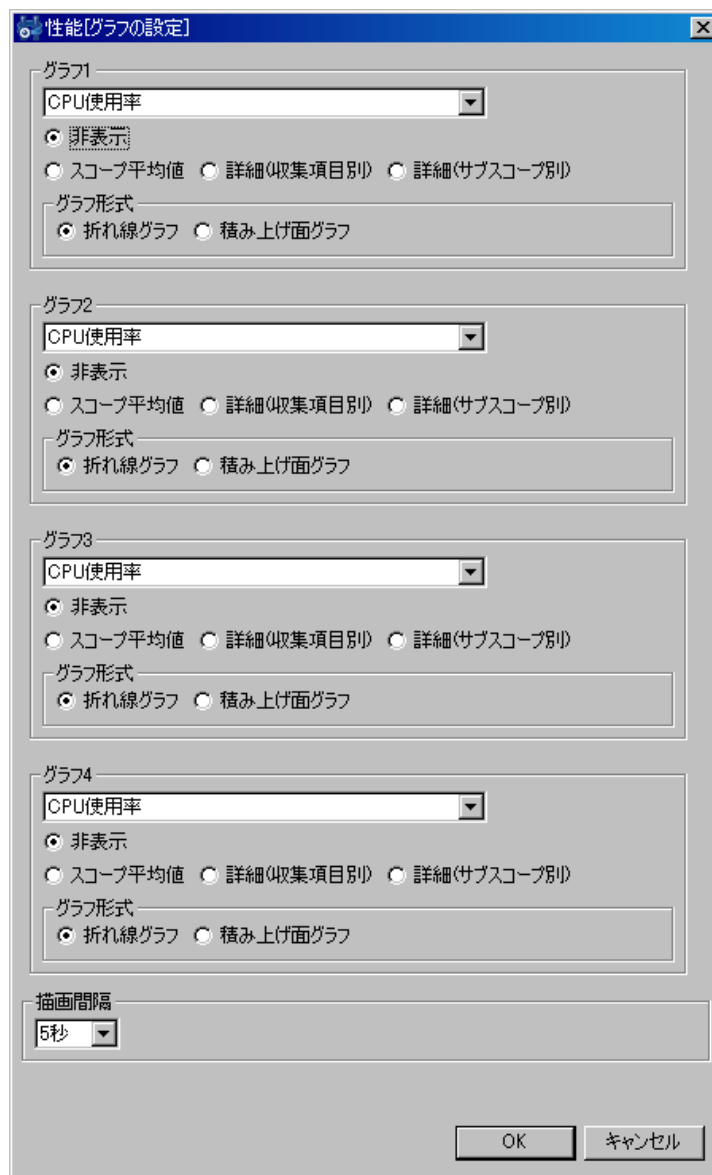 性能[グラフの設定]
グラフ1
CPU使用率
非表示
スコープ平均値 詳細(収集項目別) 詳細(サブスコープ別)
グラフ形式
折れ線グラフ 積み上げ面グラフ
グラフ2
CPU使用率
非表示
スコープ平均値 詳細(収集項目別) 詳細(サブスコープ別)
グラフ形式
折れ線グラフ 積み上げ面グラフ
グラフ3
CPU使用率
非表示
スコープ平均値 詳細(収集項目別) 詳細(サブスコープ別)
グラフ形式
折れ線グラフ 積み上げ面グラフ
グラフ4
CPU使用率
非表示
スコープ平均値 詳細(収集項目別) 詳細(サブスコープ別)
グラフ形式
折れ線グラフ 積み上げ面グラフ
描画間隔
5秒
OK キャンセル